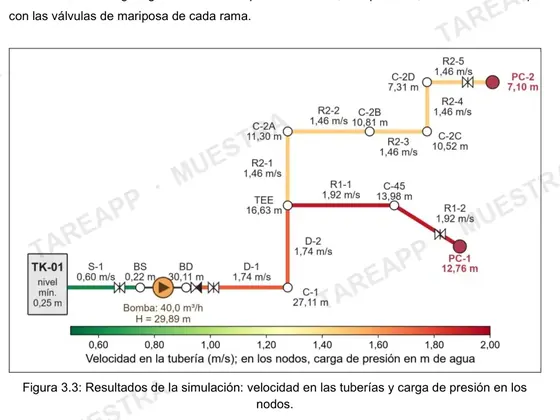 con las válvulas de mariposa de cada rama.
R2-5
1,46 m/s
C-2D
7,31 m
PC-2
7,10 m
R2-4
1,46 m/s
R2-2
1,46 m/s
C-2B
10,81 m
C-2A
11,30 m
R2-3
1,46 m/s
C-2C
10,52 m
R2-1
1,46 m/s
TEE
16,63 m
R1-1
1,92 m/s
C-45
13,98 m
R1-2
1,92 m/s
PC-1
12,76 m
D-2
1,74 m/s
TK-01
nivel
mín.
0,25 m
S-1
0,60 m/s
BS
0,22 m
BD
30,11 m
D-1
1,74 m/s
C-1
27,11 m
Bomba: 40,0 m³/h
H = 29,89 m
0,60 0,80 1,00 1,20 1,40 1,60 1,80 2,00
Velocidad en la tubería (m/s); en los nodos, carga de presión en m de agua
Figura 3.3: Resultados de la simulación: velocidad en las tuberías y carga de presión en los
nodos.
TAREAPP · MUESTRA
TAREAPP · MUESTRA